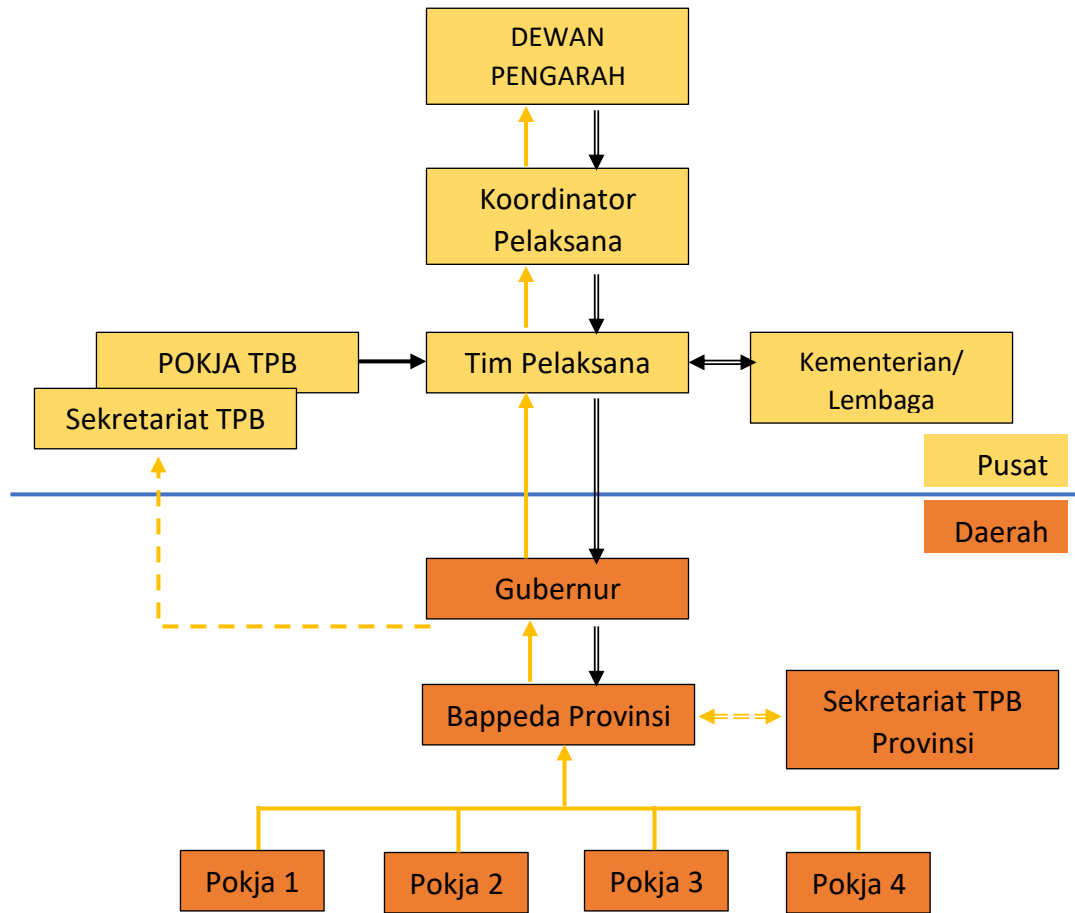 DEWAN
PENGARAH
Koordinator
Pelaksana
POKJA TPB
Sekretariat TPB
Tim Pelaksana
Kementerian/
Lembaga
Pusat
Daerah
Gubernur
Bappeda Provinsi
Sekretariat TPB
Provinsi
Pokja 1
Pokja 2
Pokja 3
Pokja 4